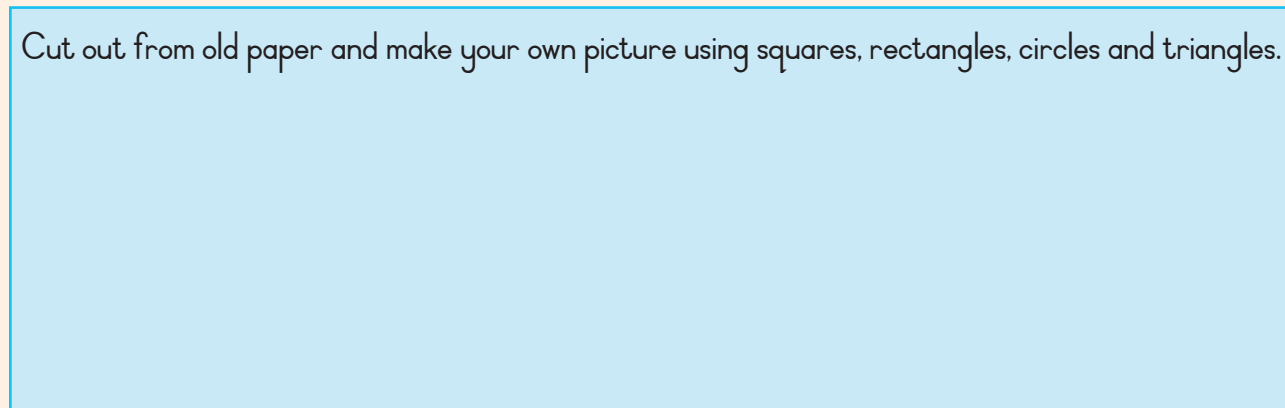 Cut out from old paper and make your own picture using squares, rectangles, circles and triangles.